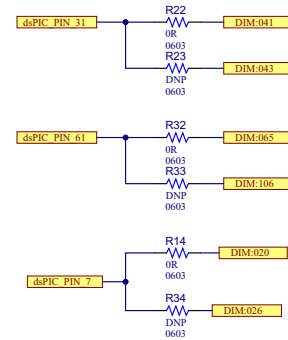 R22
dsPIC_PIN_31
DIM:041
0R
0603
R23
DIM:043
DNP
0603
R32
dsPIC_PIN_61
DIM:065
0R
0603
R33
DIM:106
DNP
0603
R14
DIM:020
0R
0603
dsPIC_PIN_7
R34
DIM:026
DNP
0603